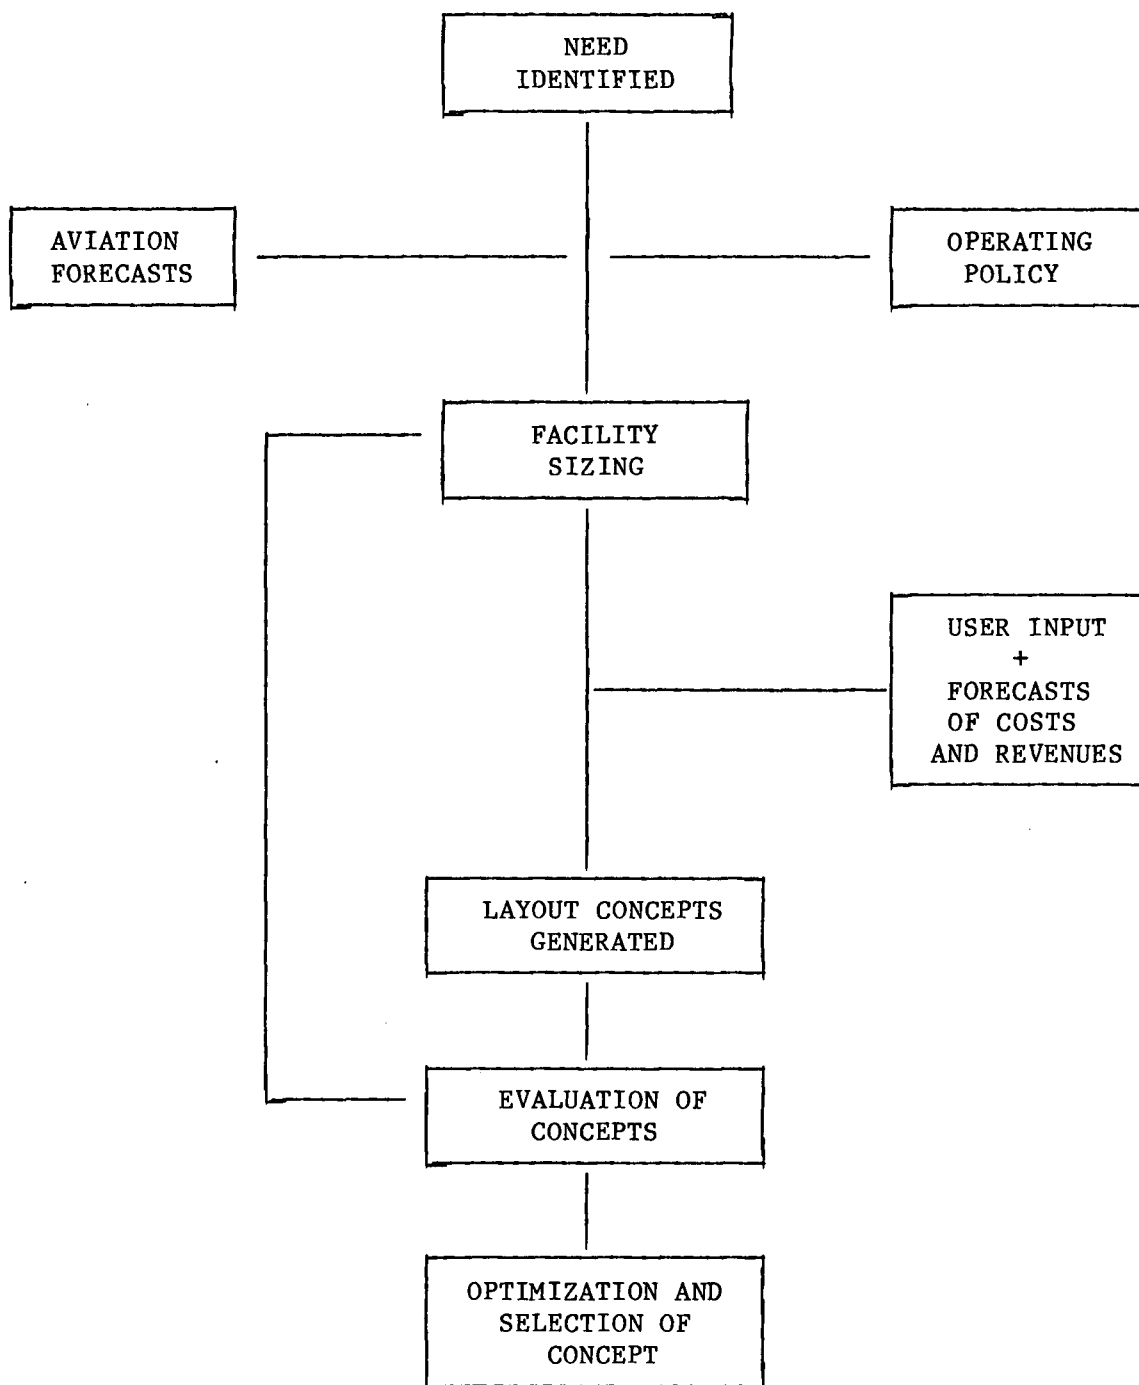 NEED
IDENTIFIED
AVIATION
FORECASTS
OPERATING
POLICY
FACILITY
SIZING
USER INPUT
+
FORECASTS
OF COSTS
AND REVENUES
LAYOUT CONCEPTS
GENERATED
EVALUATION OF
CONCEPTS
OPTIMIZATION AND
SELECTION OF
CONCEPT